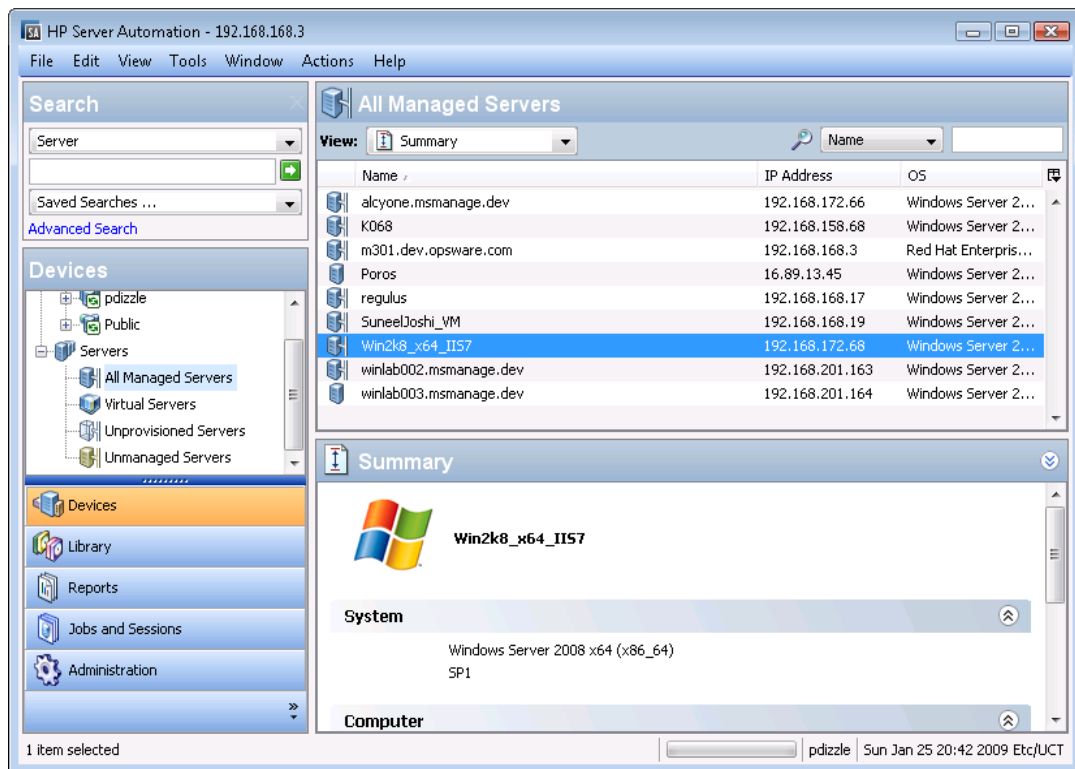 HP Server Automation - 192.168.168.3
File Edit View Tools Window Actions Help
Search
Server
Saved Searches ...
Advanced Search
Devices
pdizzle
Public
Servers
All Managed Servers
Virtual Servers
Unprovisioned Servers
Unmanaged Servers
Devices
Library
Reports
Jobs and Sessions
Administration
All Managed Servers
View: Summary Name
Name IP Address OS
alcyone.msmanage.dev 192.168.172.66 Windows Server 2...
K068 192.168.158.68 Windows Server 2...
m301.dev.opsware.com 192.168.168.3 Red Hat Enterpris...
Poros 16.89.13.45 Windows Server 2...
regulus 192.168.168.17 Windows Server 2...
SuneelJoshi_VM 192.168.168.19 Windows Server 2...
Win2k8_x64_IIS7 192.168.172.68 Windows Server 2...
winlab002.msmanage.dev 192.168.201.163 Windows Server 2...
winlab003.msmanage.dev 192.168.201.164 Windows Server 2...
Summary
Win2k8_x64_IIS7
System
Windows Server 2008 x64 (x86_64)
SP1
Computer
1 item selected
pdizzle Sun Jan 25 20:42 2009 Etc/UCT